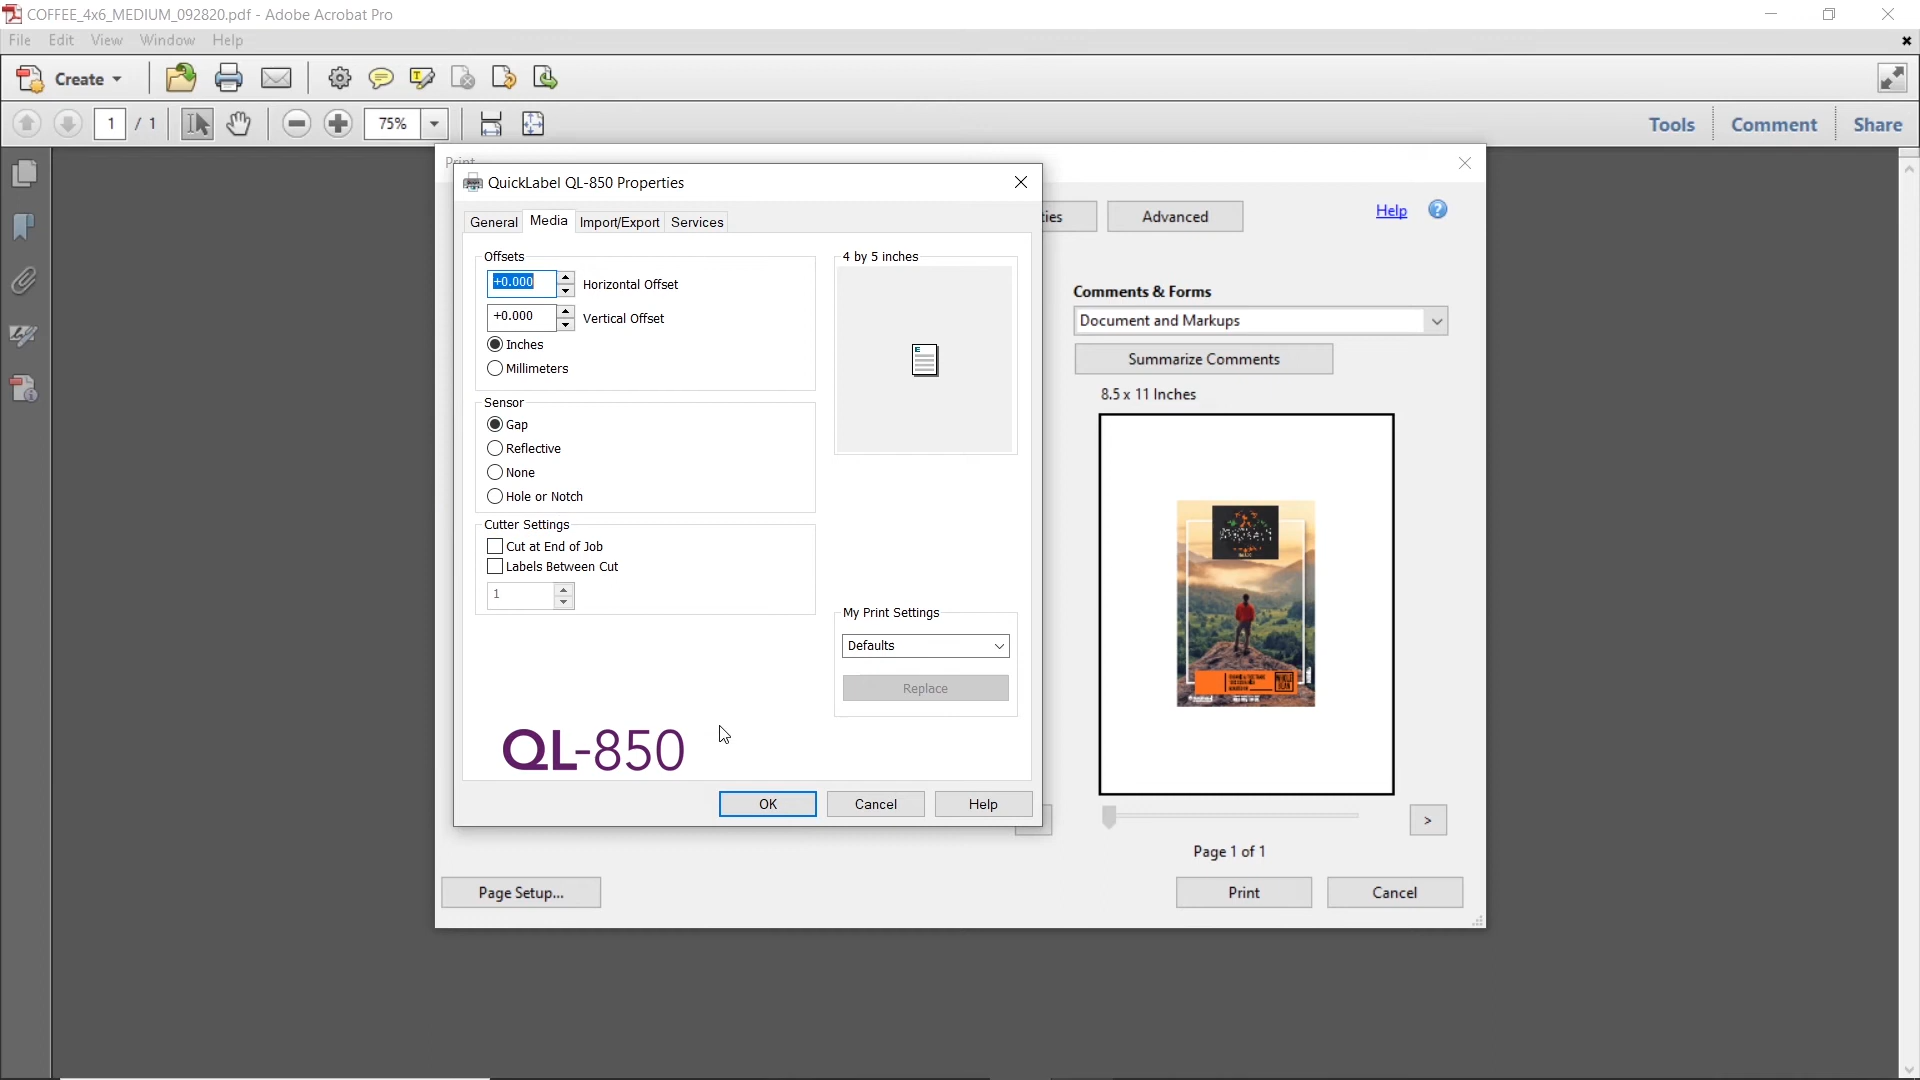 COFFEE_4x6_MEDIUM_092820.pdf - Adobe Acrobat Pro
File Edit View Window Help
Create
1 / 1 75% Tools Comment Share
Print
QuickLabel QL-850 Properties
General Media Import/Export Services
Offsets
+0.000 Horizontal Offset
+0.000 Vertical Offset
Inches
Millimeters
Sensor
Gap
Reflective
None
Hole or Notch
Cutter Settings
Cut at End of Job
Labels Between Cut
1
4 by 5 inches
E
My Print Settings
Defaults
Replace
QL-850
OK Cancel Help
ties Advanced Help ?
Comments & Forms
Document and Markups
Summarize Comments
8.5 x 11 Inches
WHOLE
BEAN
>
Page 1 of 1
Page Setup... Print Cancel